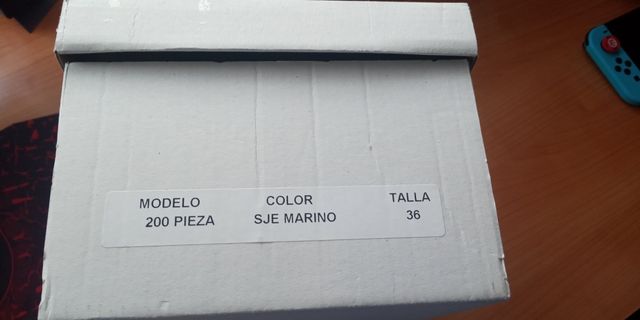 MODELO COLOR TALLA
200 PIEZA SJE MARINO 36